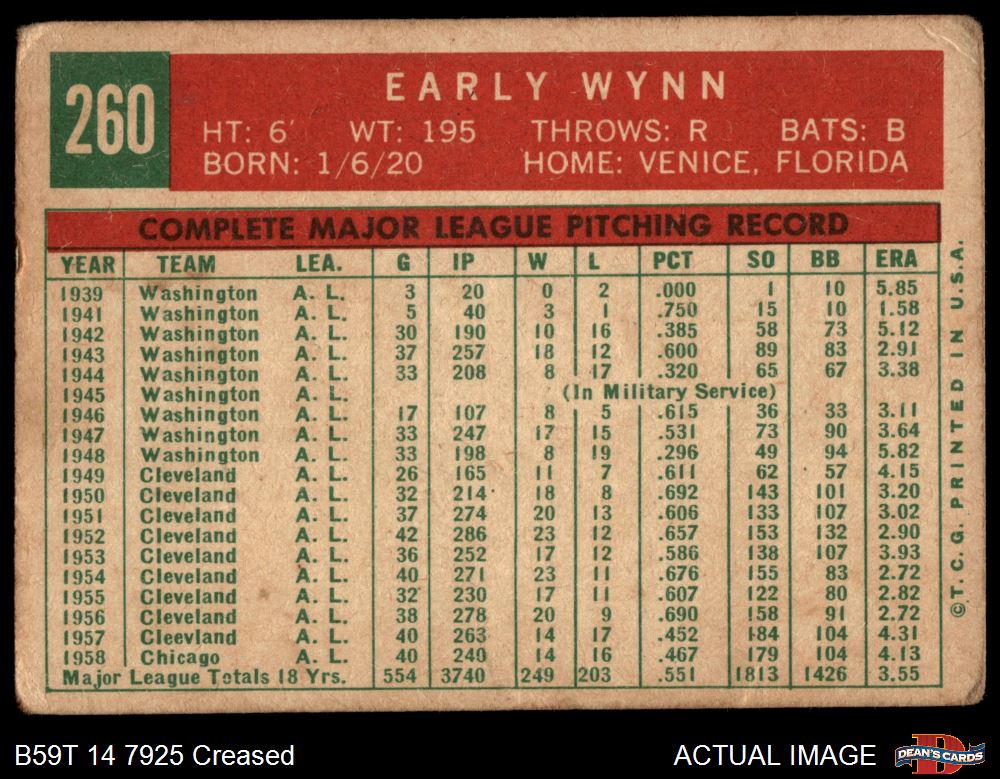 260
EARLY WYNN
HT: 6' WT: 195 THROWS: R BATS: B
BORN: 1/6/20 HOME: VENICE, FLORIDA
COMPLETE MAJOR LEAGUE PITCHING RECORD
YEAR TEAM LEA. G IP W L PCT SO BB ERA
1939 Washington A. L. 3 20 0 2 .000 1 10 5.85
1941 Washington A. L. 5 40 3 1 .750 15 10 1.58
1942 Washington A. L. 30 190 10 16 .385 58 73 5.12
1943 Washington A. L. 37 257 18 12 .600 89 83 2.91
1944 Washington A. L. 33 208 8 17 .320 65 67 3.38
1945 Washington A. L. (In Military Service)
1946 Washington A. L. 17 107 8 5 .615 36 33 3.11
1947 Washington A. L. 33 247 17 15 .531 73 90 3.64
1948 Washington A. L. 33 198 8 19 .296 49 94 5.82
1949 Cleveland A. L. 26 165 11 7 .611 62 57 4.15
1950 Cleveland A. L. 32 214 18 8 .692 143 101 3.20
1951 Cleveland A. L. 37 274 20 13 .606 133 107 3.02
1952 Cleveland A. L. 42 286 23 12 .657 153 132 2.90
1953 Cleveland A. L. 36 252 17 12 .586 138 107 3.93
1954 Cleveland A. L. 40 271 23 11 .676 155 83 2.72
1955 Cleveland A. L. 32 230 17 11 .607 122 80 2.82
1956 Cleveland A. L. 38 278 20 9 .690 158 91 2.72
1957 Cleevland A. L. 40 263 14 17 .452 184 104 4.31
1958 Chicago A. L. 40 240 14 16 .467 179 104 4.13
Major League Totals 18 Yrs. 554 3740 249 203 .551 1813 1426 3.55
©T. C. G. PRINTED IN U.S.A.
B59T 14 7925 Creased
ACTUAL IMAGE
DEAN'S CARDS